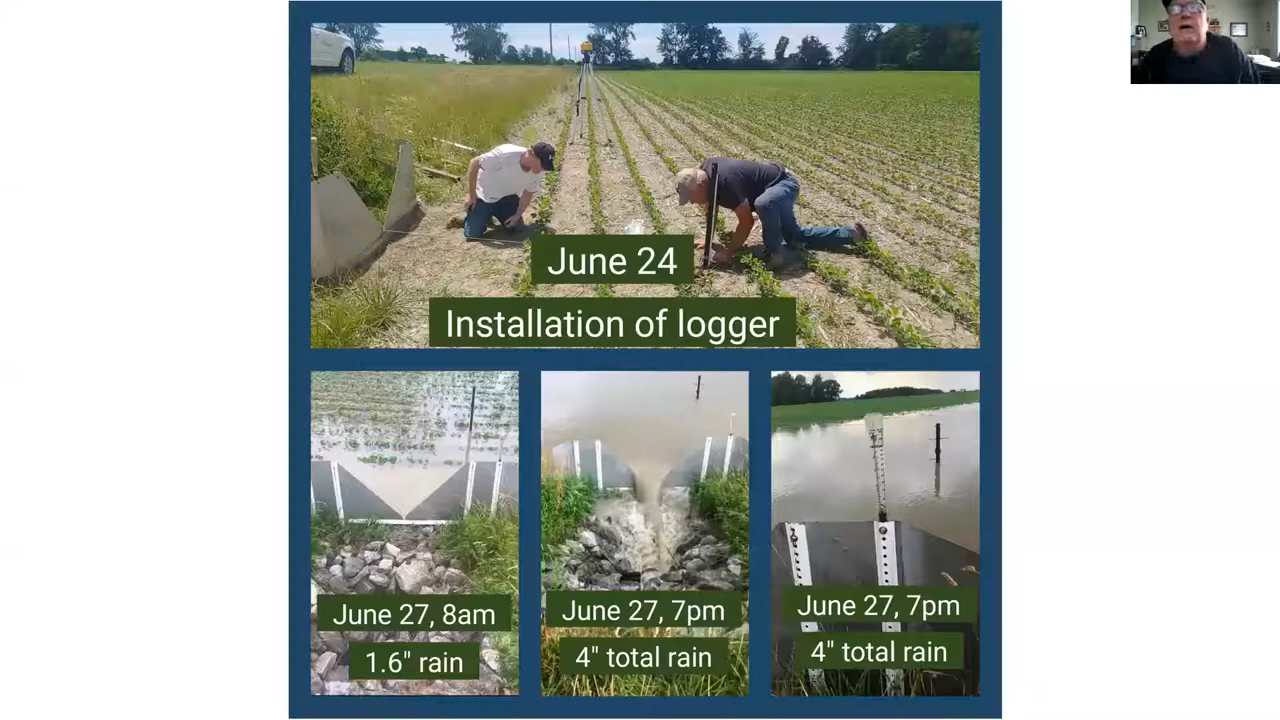 June 24
Installation of logger
June 27, 8am
1.6" rain
June 27, 7pm
4" total rain
June 27, 7pm
4" total rain